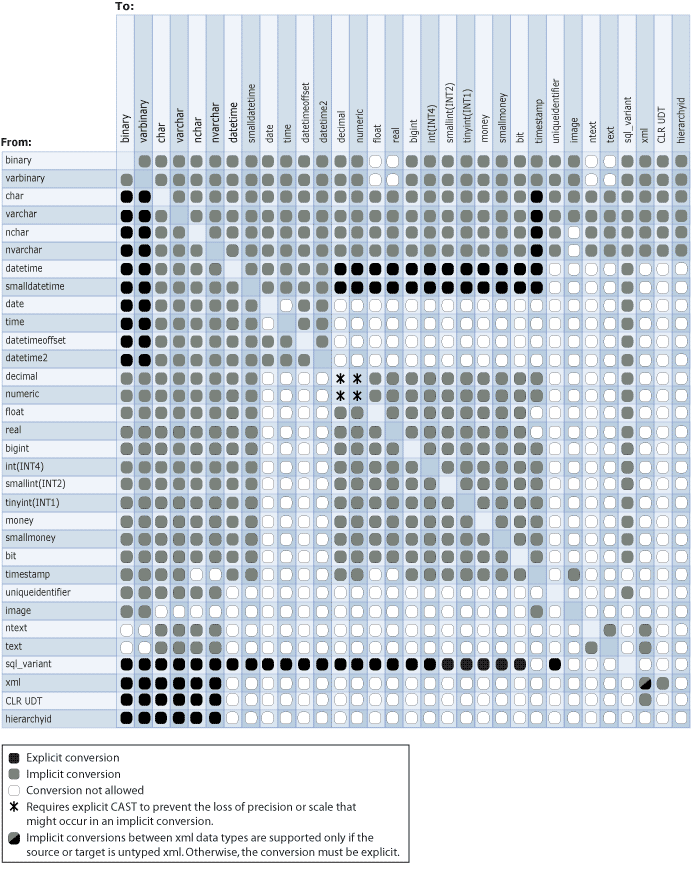 To:
binary
varbinary
char
varchar
nchar
nvarchar
datetime
smalldatetime
date
time
datetimeoffset
datetime2
decimal
numeric
float
real
bigint
int(INT4)
smallint(INT2)
tinyint(INT1)
money
smallmoney
bit
timestamp
uniqueidentifier
image
ntext
text
sql_variant
xml
CLR UDT
hierarchyid
From:
binary
varbinary
char
varchar
nchar
nvarchar
datetime
smalldatetime
date
time
datetimeoffset
datetime2
decimal
numeric
float
real
bigint
int(INT4)
smallint(INT2)
tinyint(INT1)
money
smallmoney
bit
timestamp
uniqueidentifier
image
ntext
text
sql_variant
xml
CLR UDT
hierarchyid
Explicit conversion
Implicit conversion
Conversion not allowed
Requires explicit CAST to prevent the loss of precision or scale that
might occur in an implicit conversion.
Implicit conversions between xml data types are supported only if the
source or target is untyped xml. Otherwise, the conversion must be explicit.